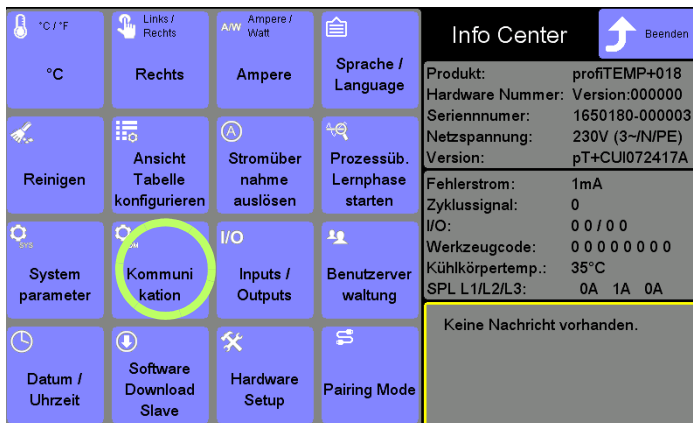 °C / °F
Links /
Rechts
A/W
Ampere /
Watt
°C
Rechts
Ampere
Sprache /
Language
Reinigen
Ansicht
Tabelle
konfigurieren
A
Stromüber
nahme
auslösen
Prozessüb.
Lernphase
starten
SYS
System
parameter
Kommuni
kation
I/O
Inputs /
Outputs
Benutzerver
waltung
Datum /
Uhrzeit
Software
Download
Slave
Hardware
Setup
Pairing Mode
Info Center
Beenden
Produkt: profiTEMP+018
Hardware Nummer: Version:000000
Seriennnumer: 1650180-000003
Netzspannung: 230V (3~/N/PE)
Version: pT+CUI072417A
Fehlerstrom: 1mA
Zyklussignal: 0
I/O: 0 0 / 0 0
Werkzeugcode: 0 0 0 0 0 0 0 0
Kühlkörpertemp.: 35°C
SPL L1/L2/L3: 0A 1A 0A
Keine Nachricht vorhanden.